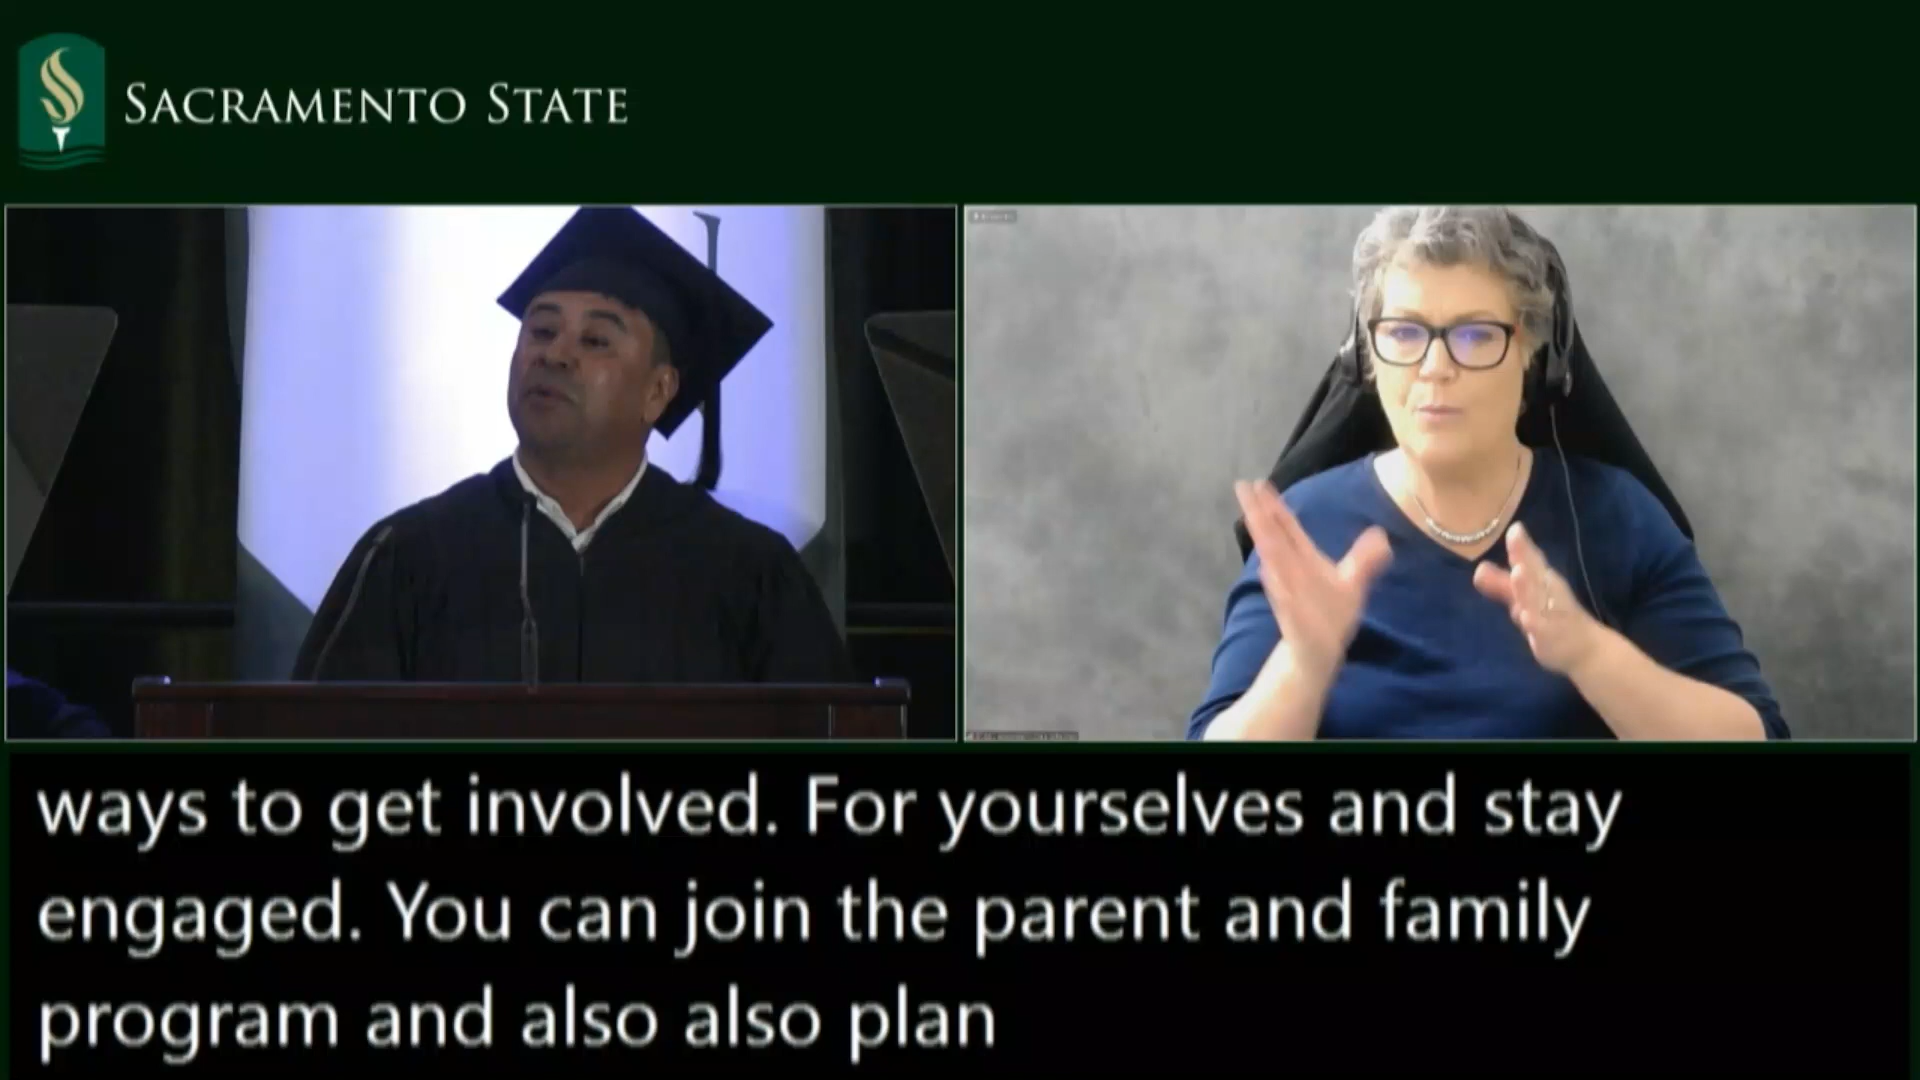 SACRAMENTO STATE
ways to get involved. For yourselves and stay
engaged. You can join the parent and family
program and also also plan